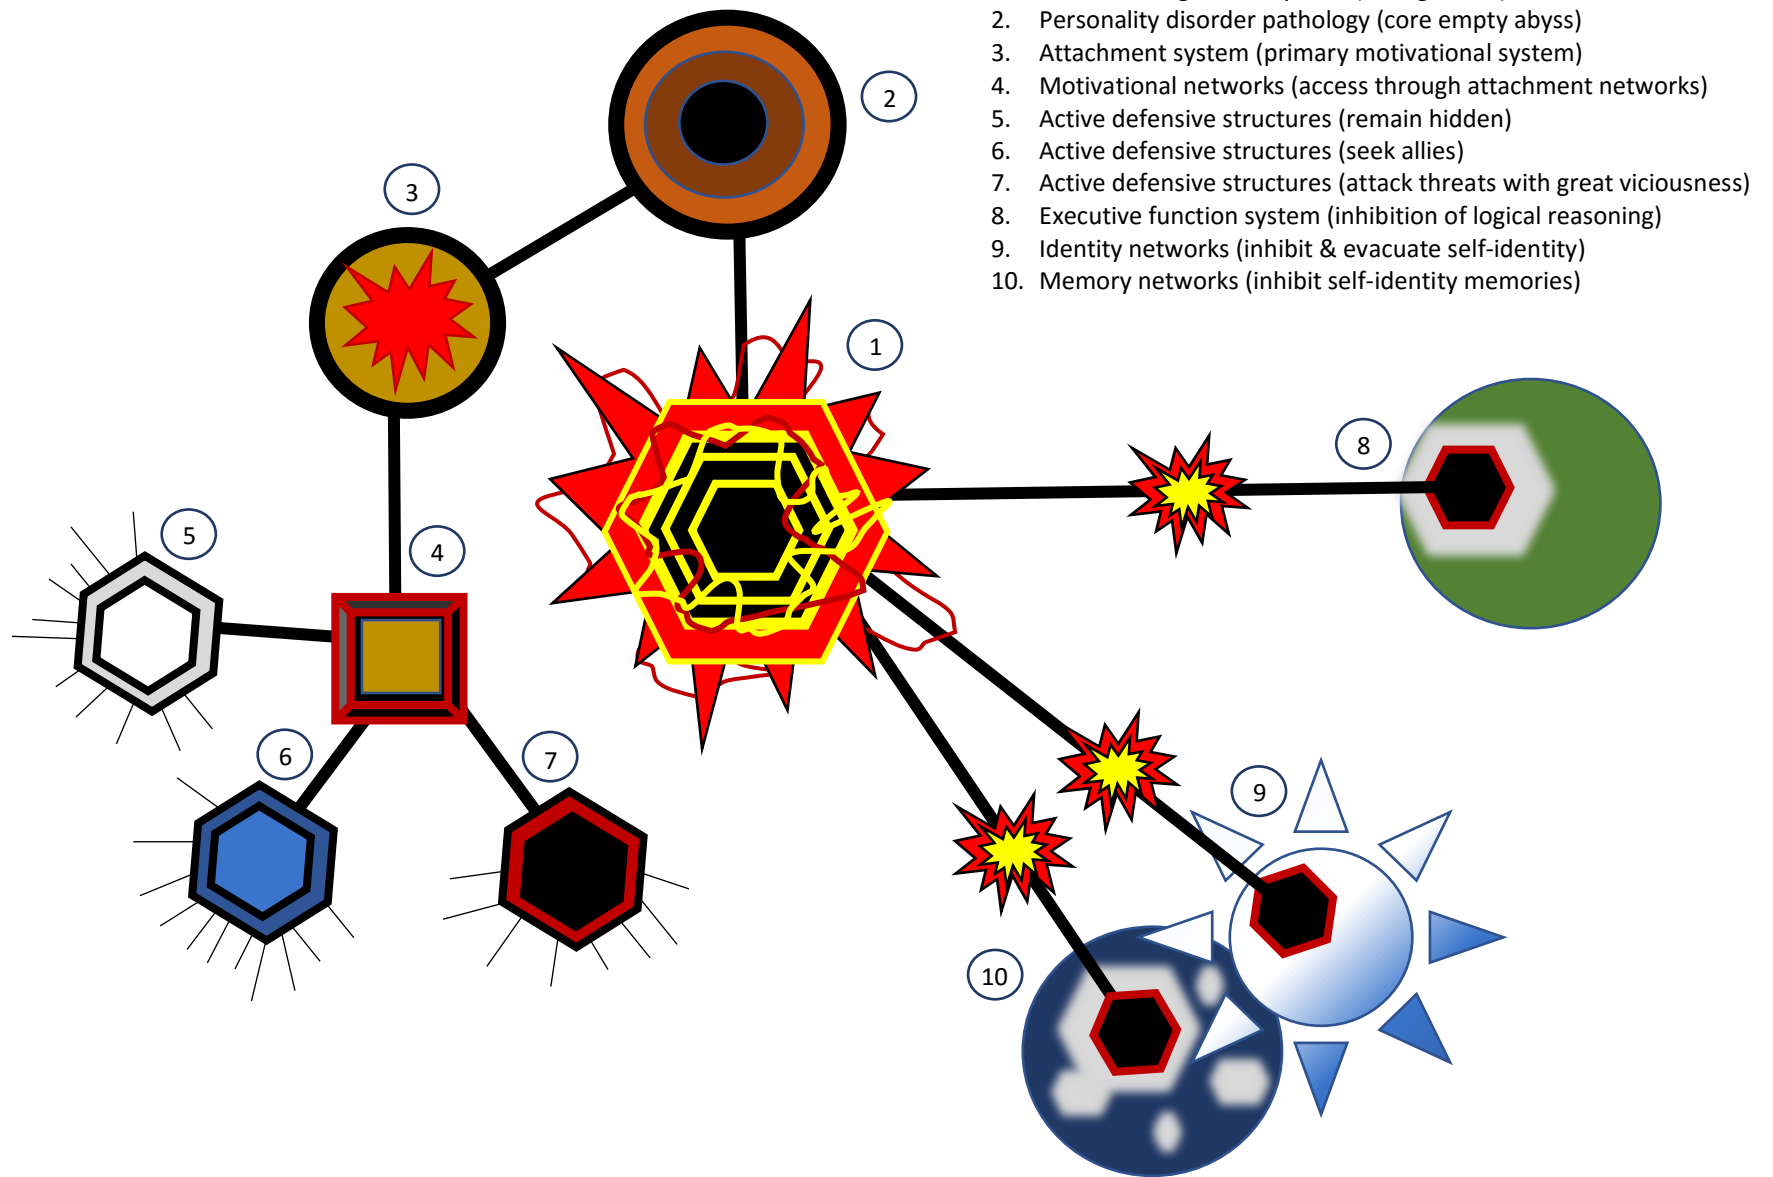 2. Personality disorder pathology (core empty abyss)
3. Attachment system (primary motivational system)
4. Motivational networks (access through attachment networks)
5. Active defensive structures (remain hidden)
6. Active defensive structures (seek allies)
7. Active defensive structures (attack threats with great viciousness)
8. Executive function system (inhibition of logical reasoning)
9. Identity networks (inhibit & evacuate self-identity)
10. Memory networks (inhibit self-identity memories)
2
3
1
8
5
4
6
7
9
10